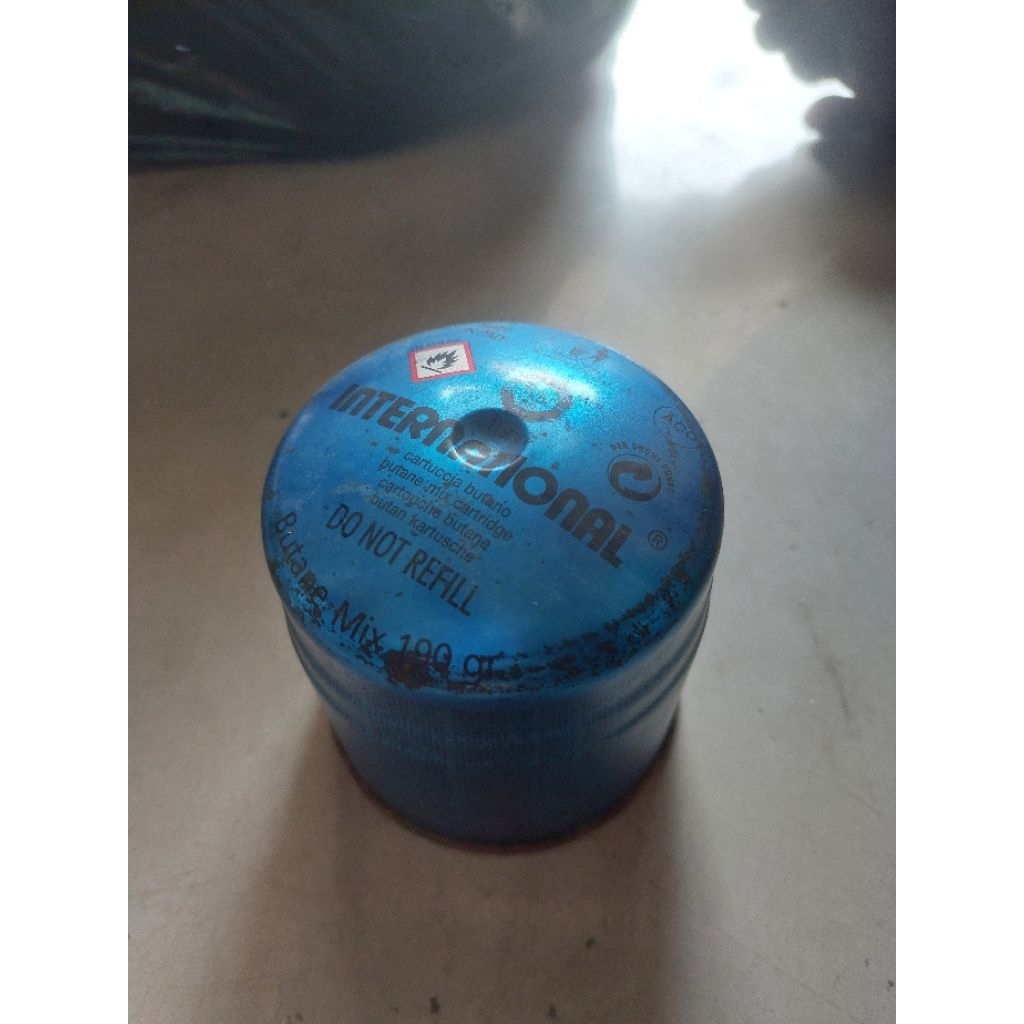 INTERNATIONAL
cartuccia butano
butane mix cartridge
cartouche butane
butan kartusche
DO NOT REFILL
Butane Mix 190 gr.
®